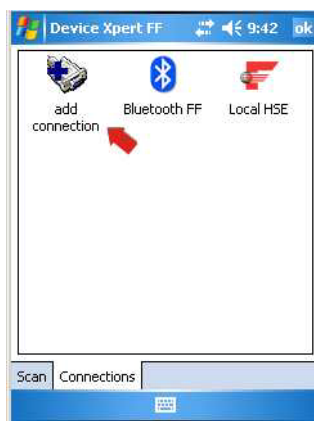 Device Xpert FF 9:42 ok
add connection
Bluetooth FF
Local HSE
Scan Connections